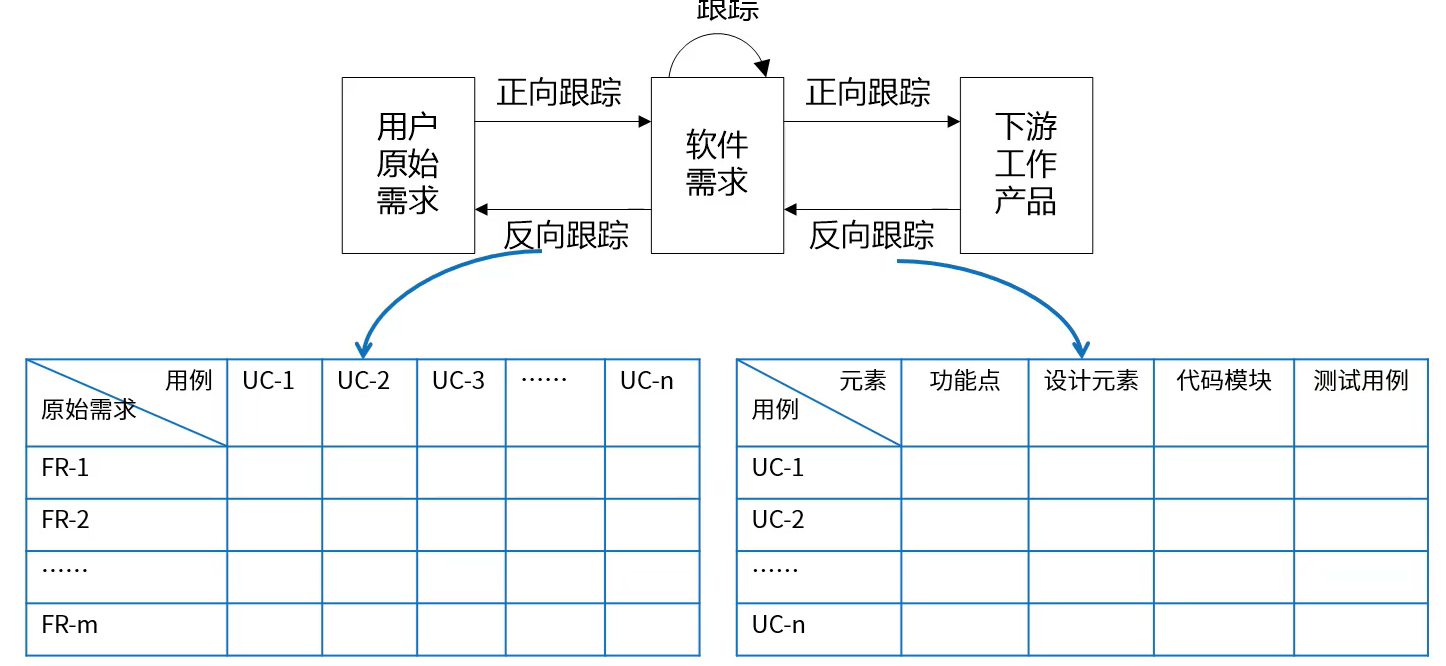 跟踪
正向跟踪
正向跟踪
用户
原始
需求
软件
需求
下游
工作
产品
反向跟踪
反向跟踪
用例 UC-1 UC-2 UC-3 …… UC-n
原始需求
FR-1
FR-2
……
FR-m
元素 功能点 设计元素 代码模块 测试用例
用例
UC-1
UC-2
……
UC-n